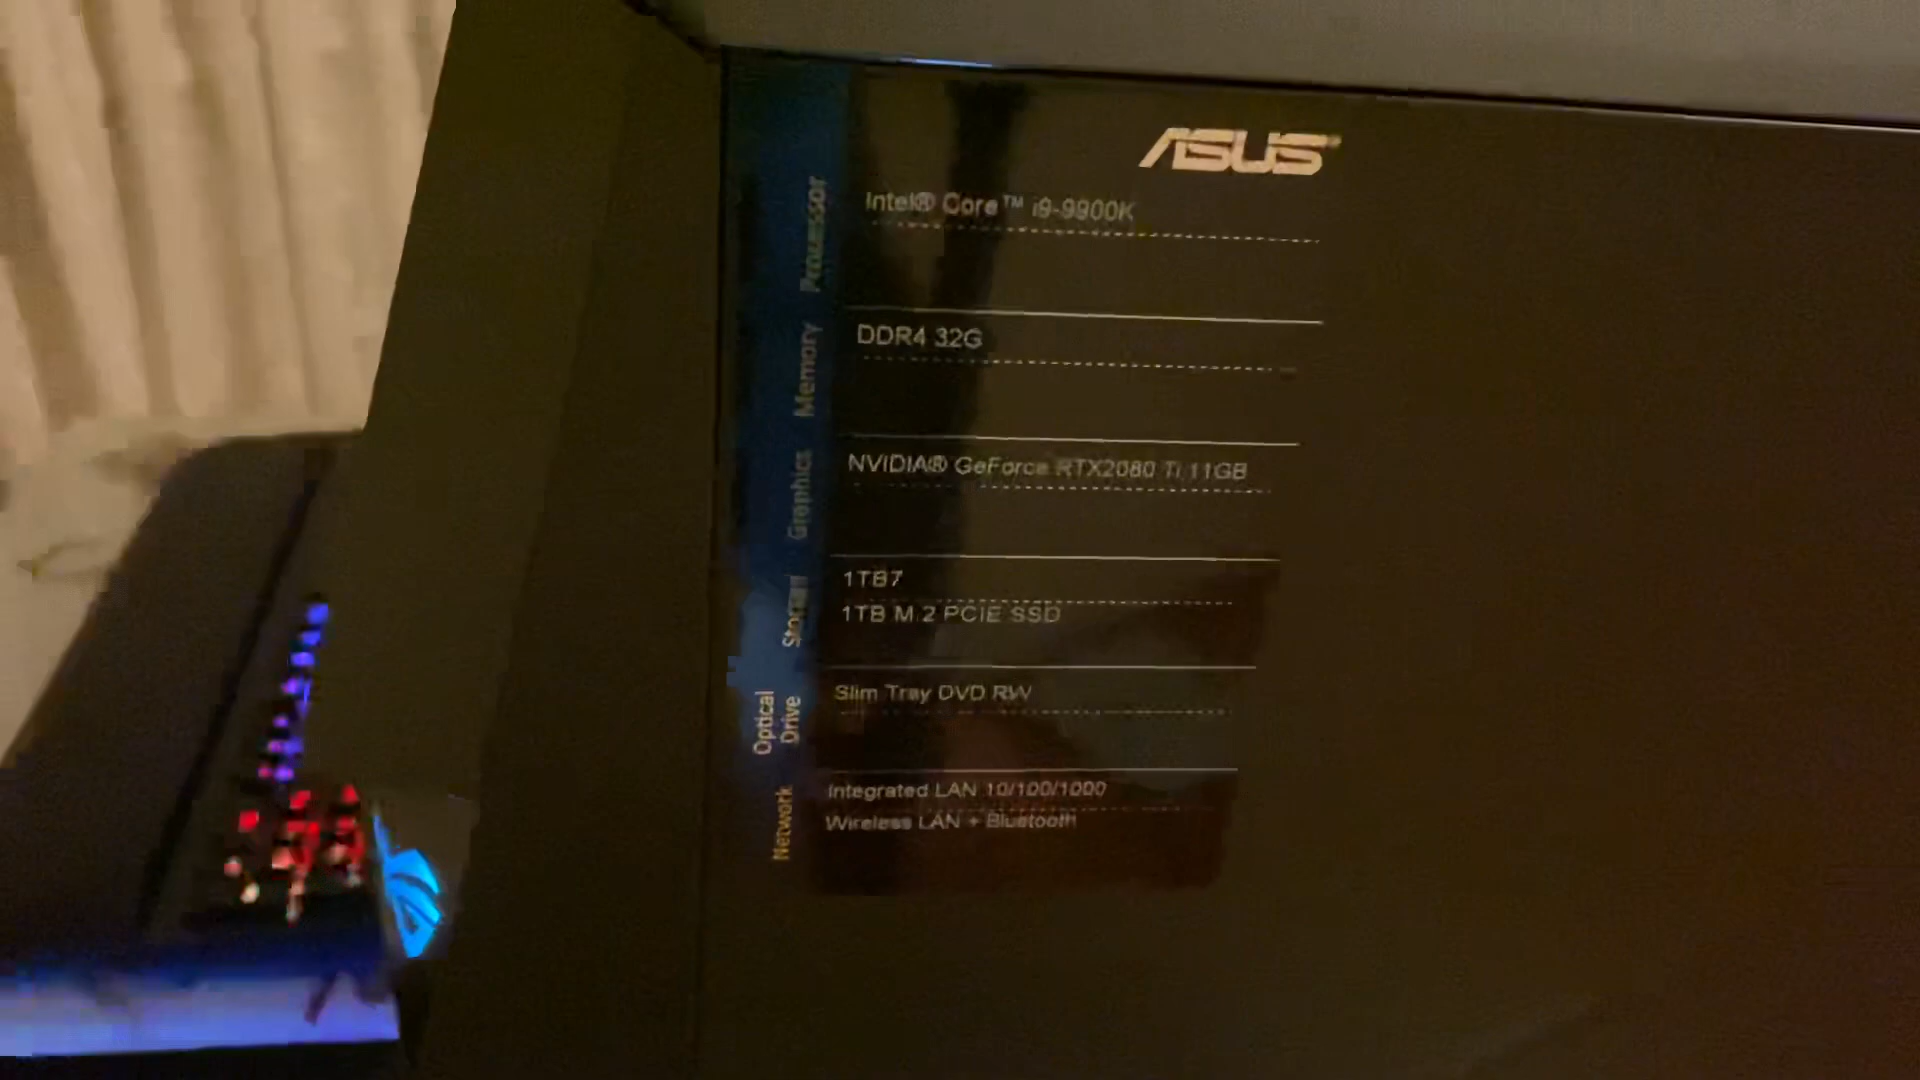 ASUS
Processor
Intel® Core™ i9-9900K
Memory
DDR4 32G
Graphics
NVIDIA® GeForce RTX2080 Ti 11GB
Storage
1TB7
1TB M.2 PCIE SSD
Optical Drive
Slim Tray DVD RW
Network
Integrated LAN 10/100/1000
Wireless LAN + Bluetooth